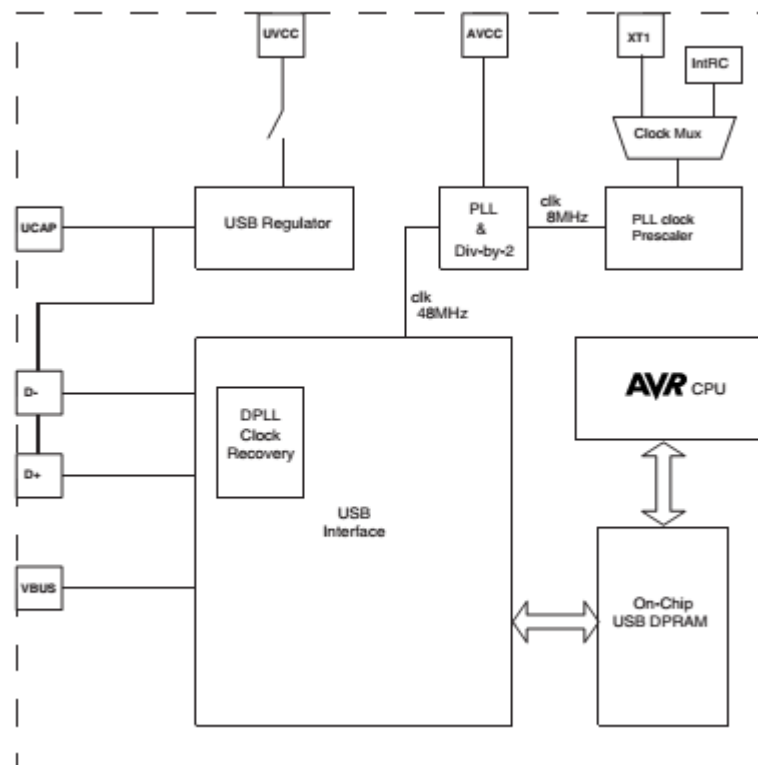 UVCC
AVCC
XT1
IntRC
Clock Mux
UCAP
USB Regulator
PLL
&
Div-by-2
clk
8MHz
PLL clock
Prescaler
clk
48MHz
D-
DPLL
Clock
Recovery
AVR CPU
D+
USB
Interface
VBUS
On-Chip
USB DPRAM